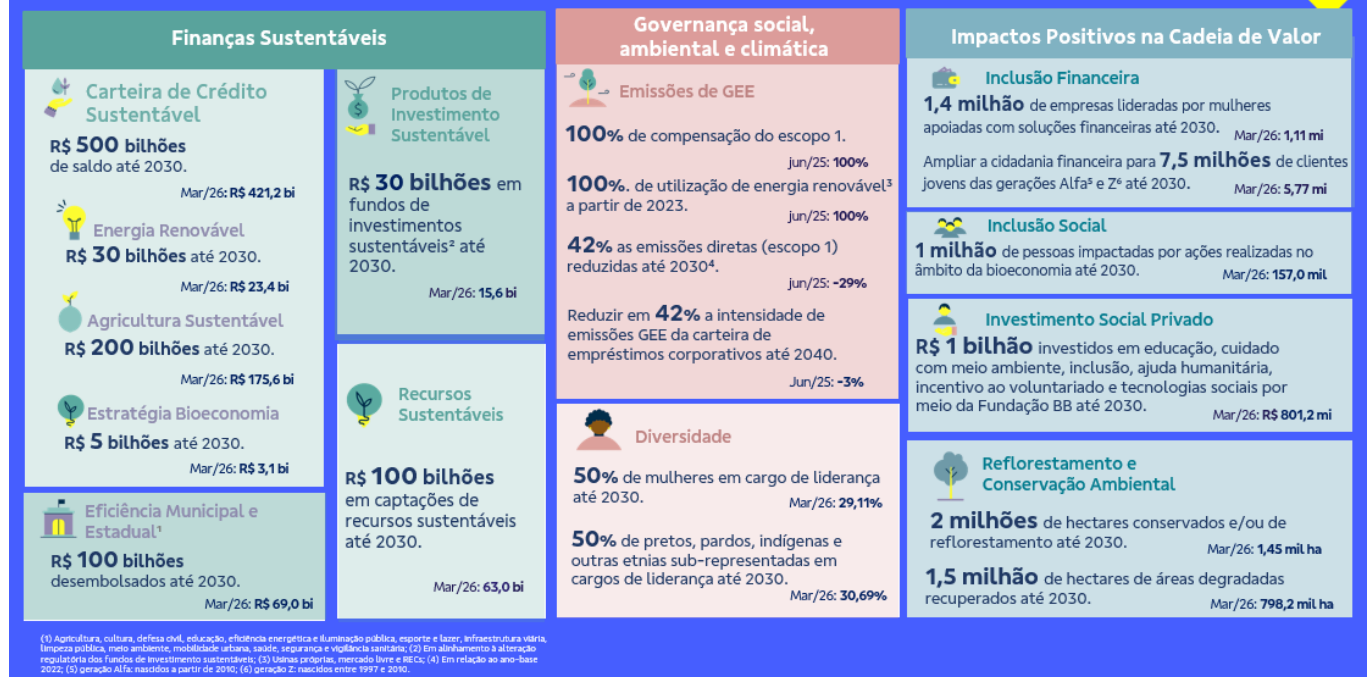 Finanças Sustentáveis
Carteira de Crédito
Sustentável
R$ 500 bilhões
de saldo até 2030.
Mar/26: R$ 421,2 bi
Energia Renovável
R$ 30 bilhões até 2030.
Mar/26: R$ 23,4 bi
Agricultura Sustentável
R$ 200 bilhões até 2030.
Mar/26: R$ 175,6 bi
Estratégia Bioeconomia
R$ 5 bilhões até 2030.
Mar/26: R$ 3,1 bi
Eficiência Municipal e
Estadual¹
R$ 100 bilhões
desembolsados até 2030.
Mar/26: R$ 69,0 bi
Produtos de
Investimento
Sustentável
R$ 30 bilhões em
fundos de
investimentos
sustentáveis² até
2030.
Mar/26: 15,6 bi
Recursos
Sustentáveis
R$ 100 bilhões
em captações de
recursos sustentáveis
até 2030.
Mar/26: 63,0 bi
Governança social,
ambiental e climática
Emissões de GEE
100% de compensação do escopo 1.
jun/25: 100%
100%. de utilização de energia renovável³
a partir de 2023.
jun/25: 100%
42% as emissões diretas (escopo 1)
reduzidas até 2030⁴.
jun/25: -29%
Reduzir em 42% a intensidade de
emissões GEE da carteira de
empréstimos corporativos até 2040.
Jun/25: -3%
Diversidade
50% de mulheres em cargo de liderança
até 2030.
Mar/26: 29,11%
50% de pretos, pardos, indígenas e
outras etnias sub-representadas em
cargos de liderança até 2030.
Mar/26: 30,69%
Impactos Positivos na Cadeia de Valor
Inclusão Financeira
1,4 milhão de empresas lideradas por mulheres
apoiadas com soluções financeiras até 2030.
Mar/26: 1,11 mi
Ampliar a cidadania financeira para 7,5 milhões de clientes
jovens das gerações Alfa⁵ e Z⁶ até 2030.
Mar/26: 5,77 mi
Inclusão Social
1 milhão de pessoas impactadas por ações realizadas no
âmbito da bioeconomia até 2030.
Mar/26: 157,0 mil
Investimento Social Privado
R$ 1 bilhão investidos em educação, cuidado
com meio ambiente, inclusão, ajuda humanitária,
incentivo ao voluntariado e tecnologias sociais por
meio da Fundação BB até 2030.
Mar/26: R$ 801,2 mi
Reflorestamento e
Conservação Ambiental
2 milhões de hectares conservados e/ou de
reflorestamento até 2030.
Mar/26: 1,45 mil ha
1,5 milhão de hectares de áreas degradadas
recuperados até 2030.
Mar/26: 798,2 mil ha
(1) Agricultura, cultura, defesa civil, educação, eficiência energética e iluminação pública, esporte e lazer, infraestrutura viária,
limpeza pública, meio ambiente, mobilidade urbana, saúde, segurança e vigilância sanitária; (2) Em alinhamento à alteração
regulatória dos fundos de investimento sustentáveis; (3) Usinas próprias, mercado livre e RECs; (4) Em relação ao ano-base
2022; (5) geração Alfa: nascidos a partir de 2010; (6) geração Z: nascidos entre 1997 e 2010.